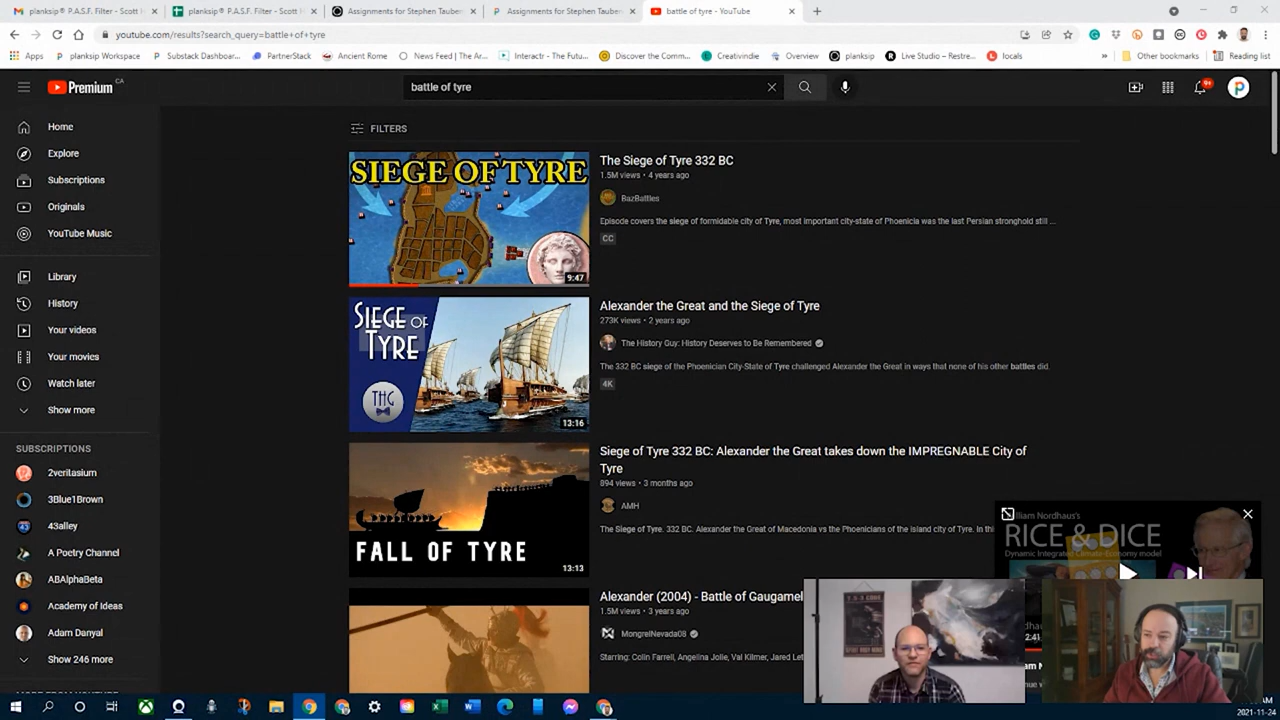 planksip® P.A.S.F. Filter - Scott H
planksip® P.A.S.F. Filter - Scott M
Assignments for Stephen Tauber
Assignments for Stephen Tauben
battle of tyre - YouTube
youtube.com/results?search_query=battle+of+tyre
Apps
planksip Workspace
Substack Dashboar...
PartnerStack
Ancient Rome
News Feed | The Ar...
Interactr - The Futu...
Discover the Comm...
Creativindie
Overview
planksip
Live Studio – Restre...
locals
»
Other bookmarks
Reading list
Premium
CA
battle of tyre
9+
Home
Explore
Subscriptions
Originals
YouTube Music
Library
History
Your videos
Your movies
Watch later
Show more
SUBSCRIPTIONS
2veritasium
3Blue1Brown
43alley
A Poetry Channel
ABAlphaBeta
Academy of Ideas
Adam Danyal
Show 246 more
FILTERS
SIEGE OF TYRE
9:47
The Siege of Tyre 332 BC
1.5M views • 4 years ago
BazBattles
Episode covers the siege of formidable city of Tyre, most important city-state of Phoenicia was the last Persian stronghold still ...
CC
SIEGE OF
TYRE
THG
13:16
Alexander the Great and the Siege of Tyre
273K views • 2 years ago
The History Guy: History Deserves to Be Remembered
The 332 BC siege of the Phoenician City-State of Tyre challenged Alexander the Great in ways that none of his other battles did.
4K
FALL OF TYRE
13:13
Siege of Tyre 332 BC: Alexander the Great takes down the IMPREGNABLE City of
Tyre
894 views • 3 months ago
AMH
The Siege of Tyre. 332 BC: Alexander the Great of Macedonia vs the Phoenicians of the island city of Tyre. In thi
Alexander (2004) - Battle of Gaugamel
1.5M views • 3 years ago
MongrelNevada08
Starring: Colin Farrell, Angelina Jolie, Val Kilmer, Jared Let
William Nordhaus's
RICE & DICE
Dynamic Integrated Climate-Economy model
2:41
AM
2021-11-24